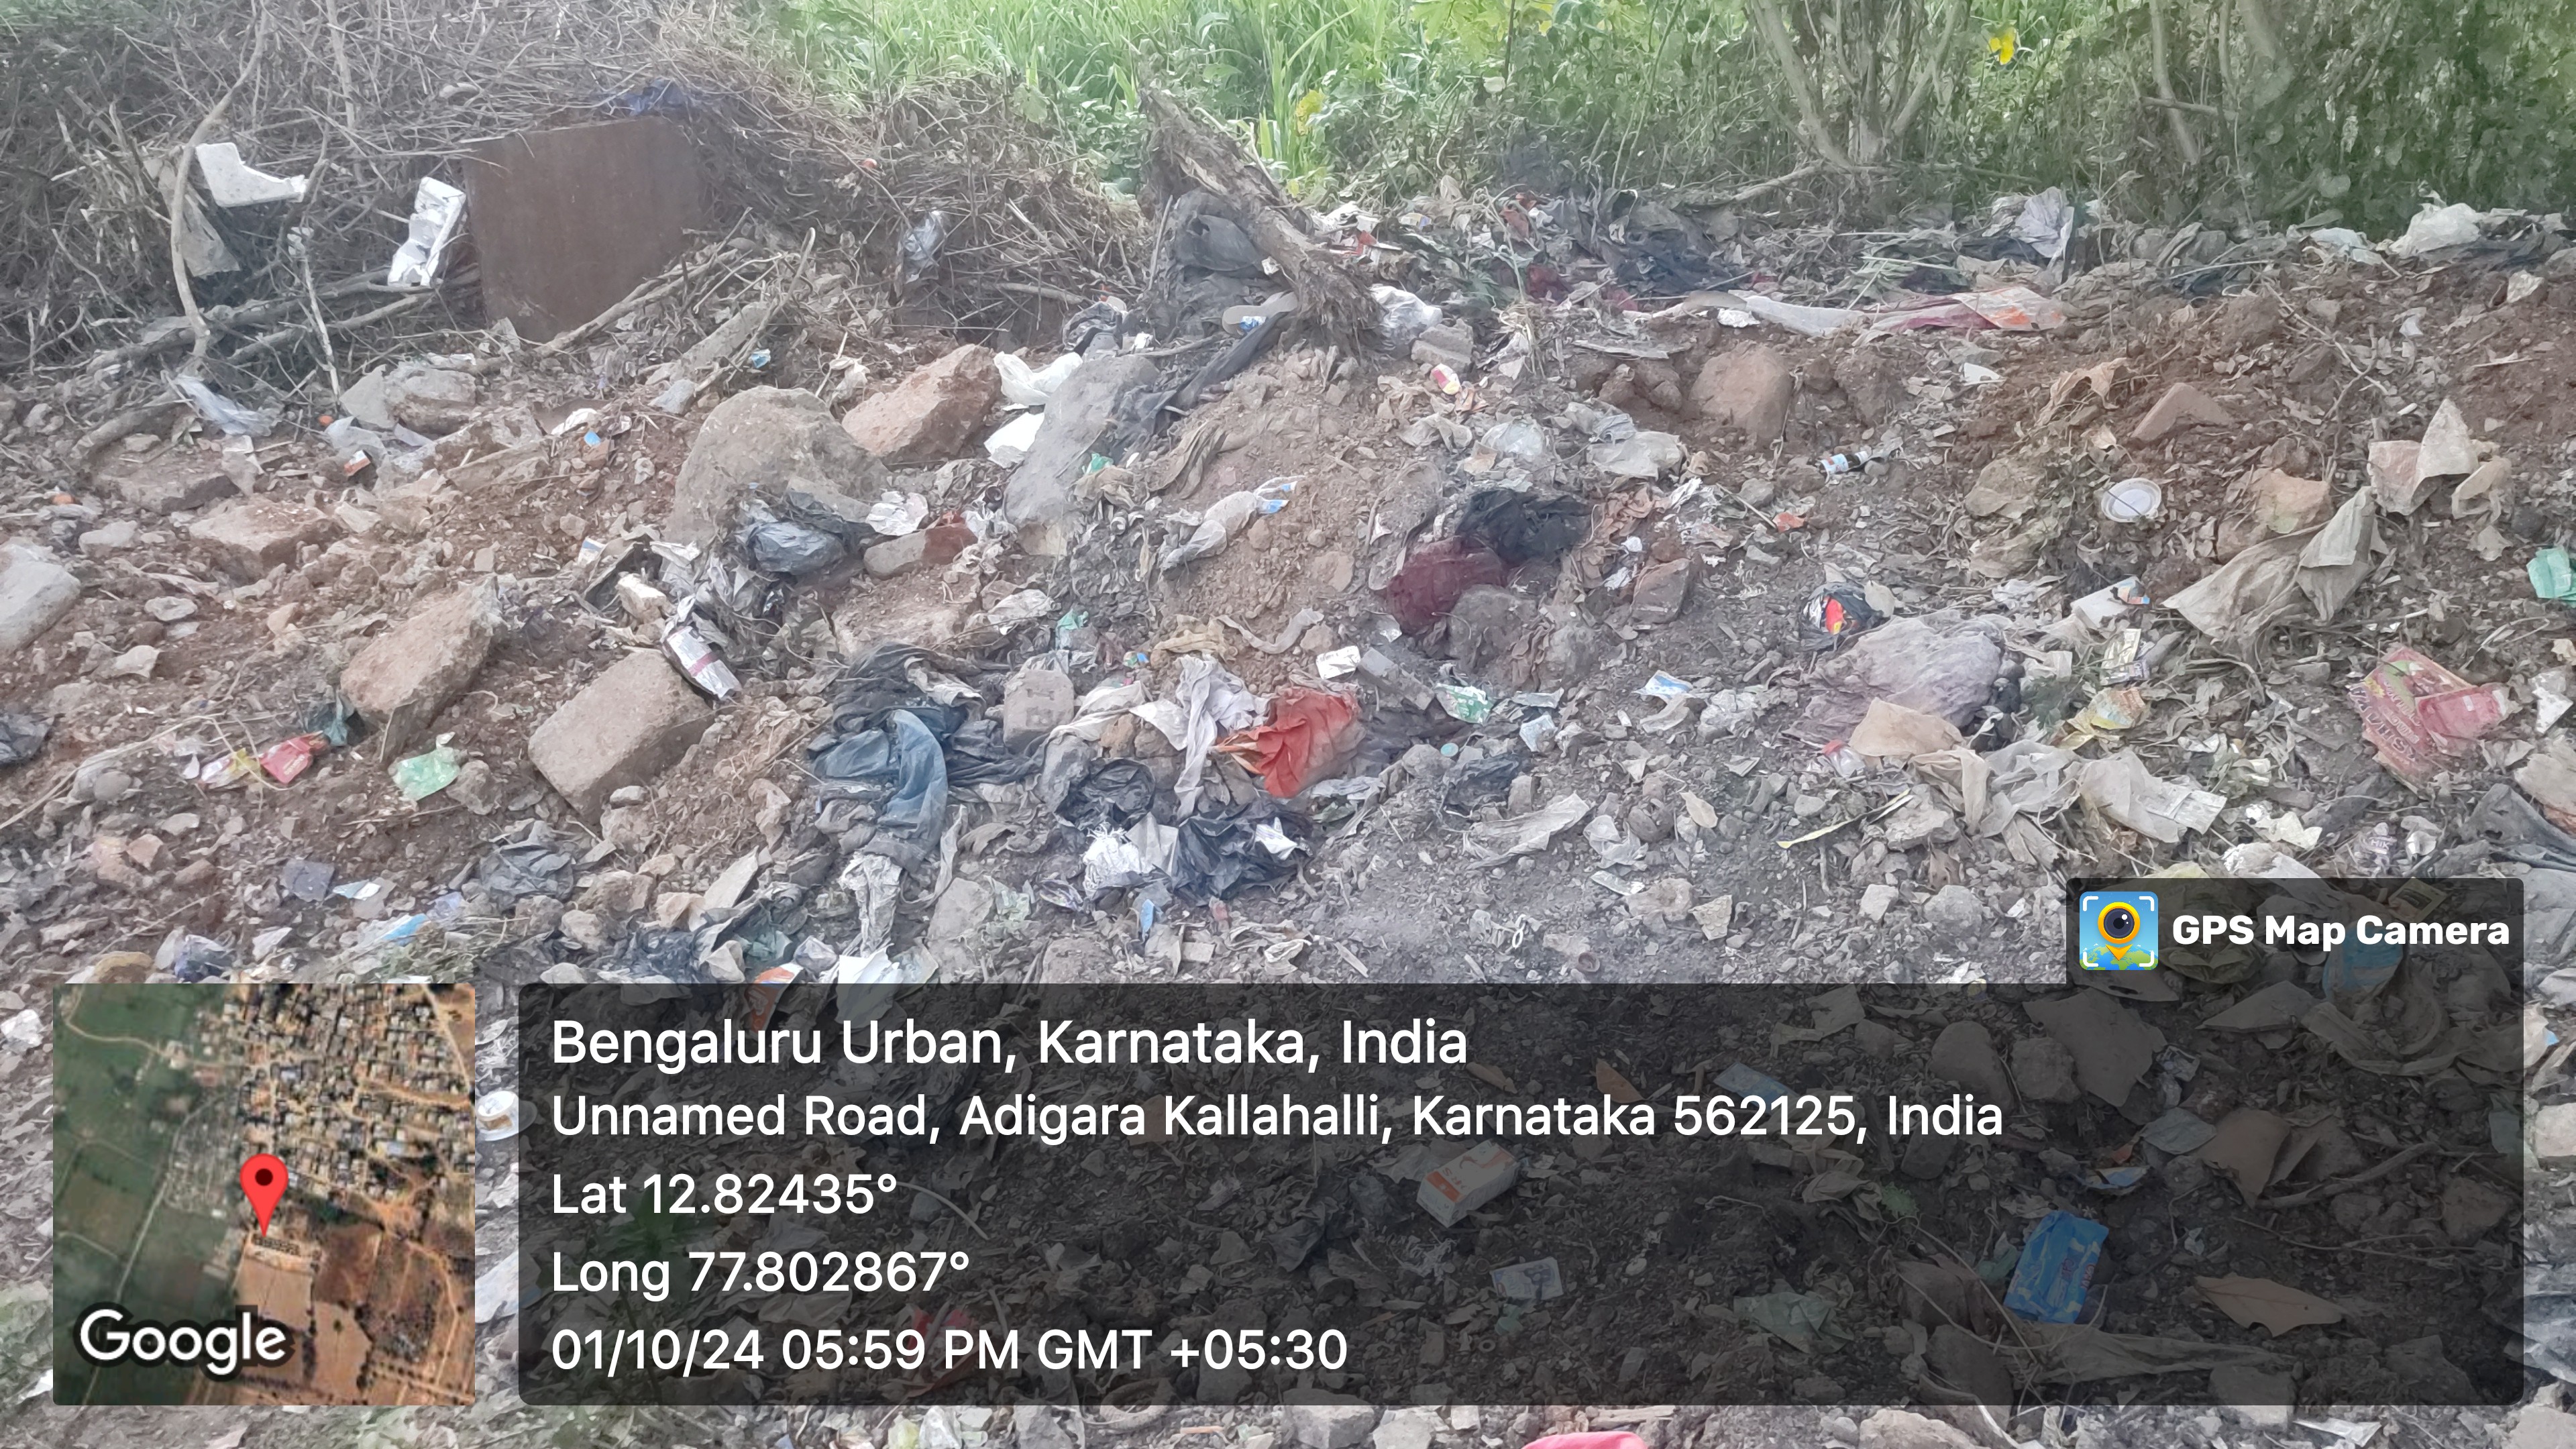 GPS Map Camera
Bengaluru Urban, Karnataka, India
Unnamed Road, Adigara Kallahalli, Karnataka 562125, India
Lat 12.82435°
Long 77.802867°
01/10/24 05:59 PM GMT +05:30
Google